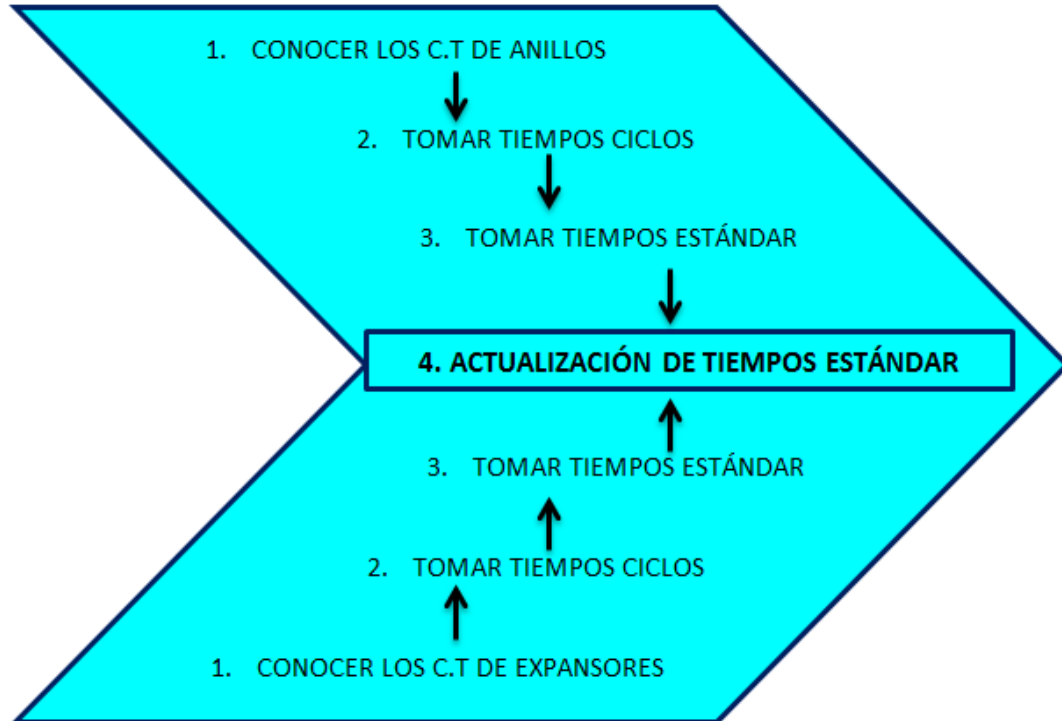 1. CONOCER LOS C.T DE ANILLOS
2. TOMAR TIEMPOS CICLOS
3. TOMAR TIEMPOS ESTÁNDAR
4. ACTUALIZACIÓN DE TIEMPOS ESTÁNDAR
3. TOMAR TIEMPOS ESTÁNDAR
2. TOMAR TIEMPOS CICLOS
1. CONOCER LOS C.T DE EXPANSORES